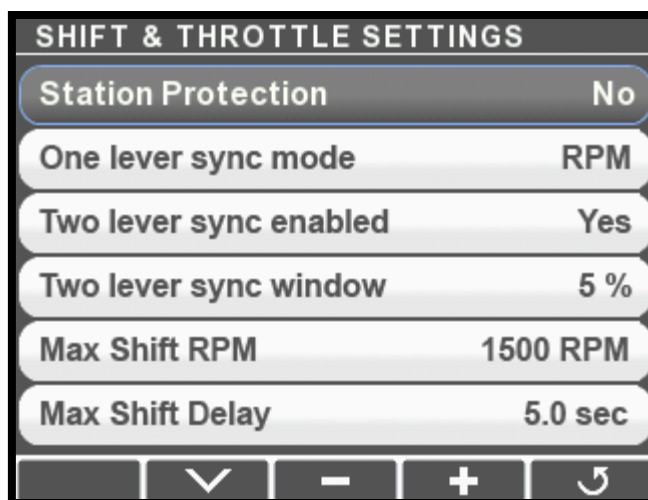 SHIFT & THROTTLE SETTINGS
Station Protection No
One lever sync mode RPM
Two lever sync enabled Yes
Two lever sync window 5 %
Max Shift RPM 1500 RPM
Max Shift Delay 5.0 sec